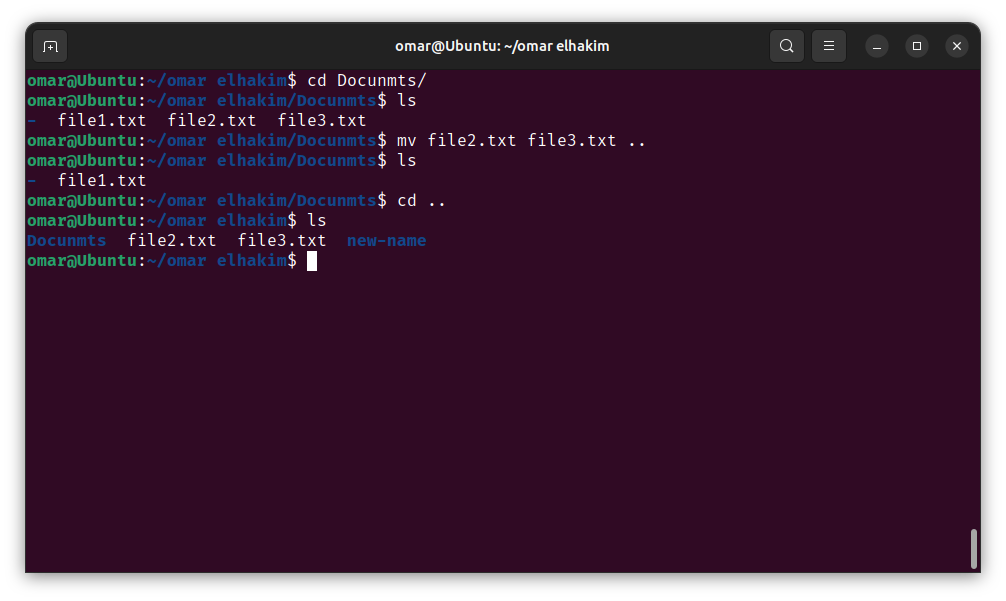 omar@Ubuntu: ~/omar elhakim
omar@Ubuntu:~/omar elhakim$ cd Docunmts/
omar@Ubuntu:~/omar elhakim/Docunmts$ ls
-  file1.txt  file2.txt  file3.txt
omar@Ubuntu:~/omar elhakim/Docunmts$ mv file2.txt file3.txt ..
omar@Ubuntu:~/omar elhakim/Docunmts$ ls
-  file1.txt
omar@Ubuntu:~/omar elhakim/Docunmts$ cd ..
omar@Ubuntu:~/omar elhakim$ ls
Docunmts  file2.txt  file3.txt  new-name
omar@Ubuntu:~/omar elhakim$